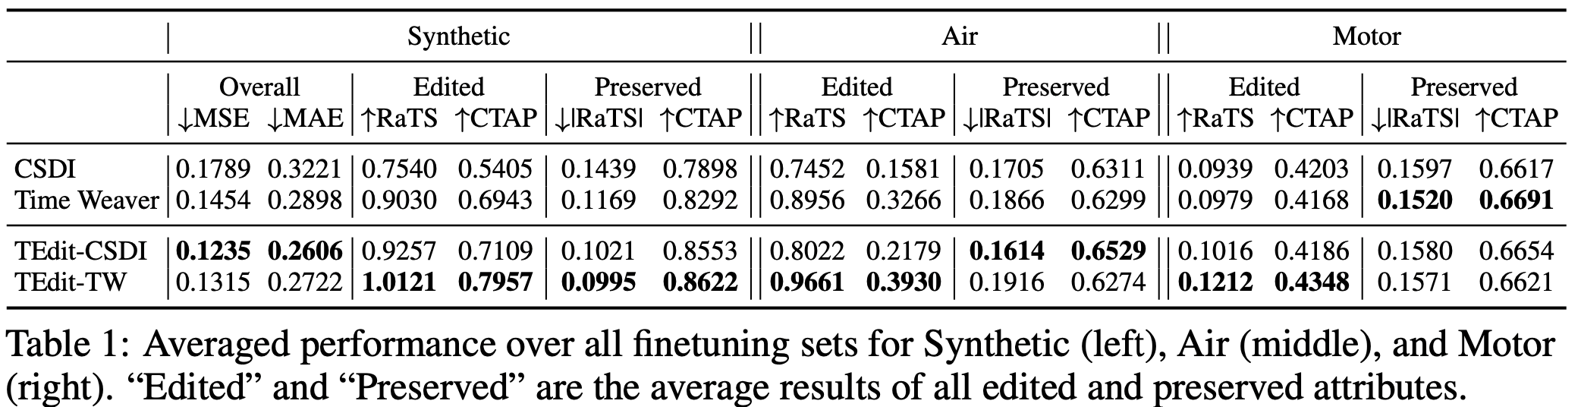 Synthetic Air Motor
Overall Edited Preserved Edited Preserved Edited Preserved
↓MSE ↓MAE ↑RaTS ↑CTAP ↓|RaTS| ↑CTAP ↑RaTS ↑CTAP ↓|RaTS| ↑CTAP ↑RaTS ↑CTAP ↓|RaTS| ↑CTAP
CSDI 0.1789 0.3221 0.7540 0.5405 0.1439 0.7898 0.7452 0.1581 0.1705 0.6311 0.0939 0.4203 0.1597 0.6617
Time Weaver 0.1454 0.2898 0.9030 0.6943 0.1169 0.8292 0.8956 0.3266 0.1866 0.6299 0.0979 0.4168 0.1520 0.6691
TEdit-CSDI 0.1235 0.2606 0.9257 0.7109 0.1021 0.8553 0.8022 0.2179 0.1614 0.6529 0.1016 0.4186 0.1580 0.6654
TEdit-TW 0.1315 0.2722 1.0121 0.7957 0.0995 0.8622 0.9661 0.3930 0.1916 0.6274 0.1212 0.4348 0.1571 0.6621
Table 1: Averaged performance over all finetuning sets for Synthetic (left), Air (middle), and Motor
(right). “Edited” and “Preserved” are the average results of all edited and preserved attributes.